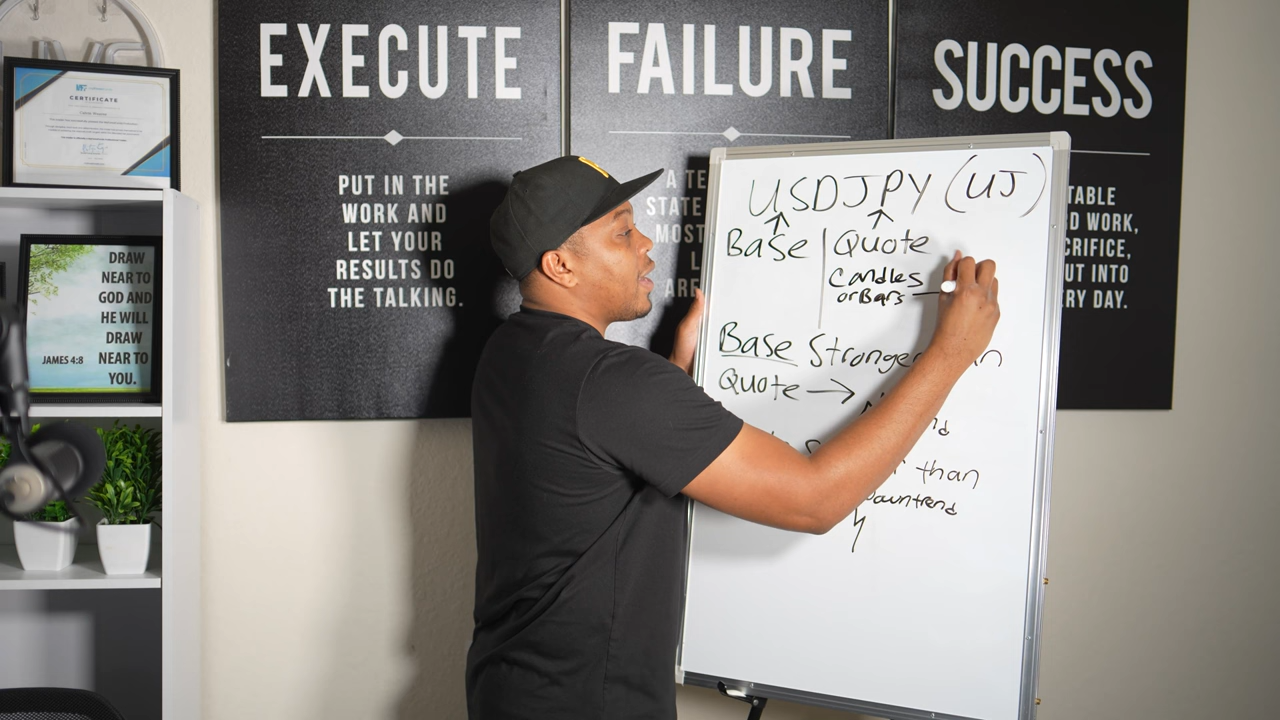 EXECUTE
PUT IN THE
WORK AND
LET YOUR
RESULTS DO
THE TALKING.
FAILURE
A TE
STATE
MOST
L
ARE
SUCCESS
TABLE
D WORK,
CRIFICE,
UT INTO
RY DAY.
CERTIFICATE
DRAW
NEAR TO
GOD AND
HE WILL
DRAW
NEAR TO
YOU.
JAMES 4:8
USDJPY (UJ)
Base | Quote
Candles
or Bars
Base Stronger
Quote →
than
Downtrend